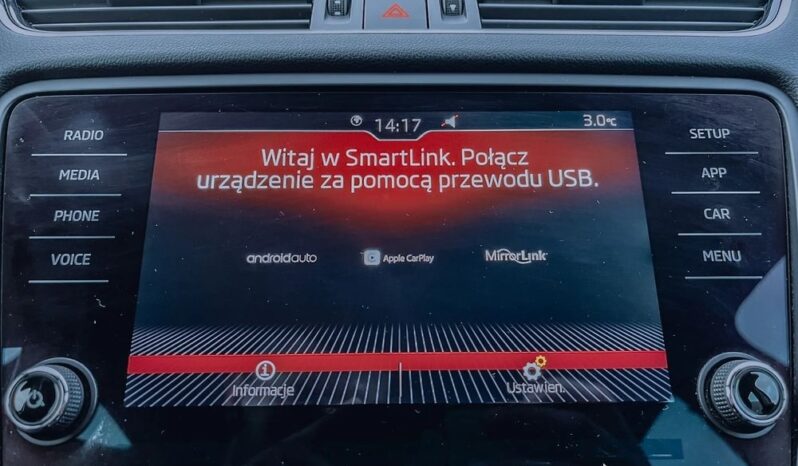 14:17
3.0°C
Witaj w SmartLink. Połącz
urządzenie za pomocą przewodu USB.
androidauto
Apple CarPlay
MirrorLink
Informacje
Ustawien.
RADIO
MEDIA
PHONE
VOICE
SETUP
APP
CAR
MENU